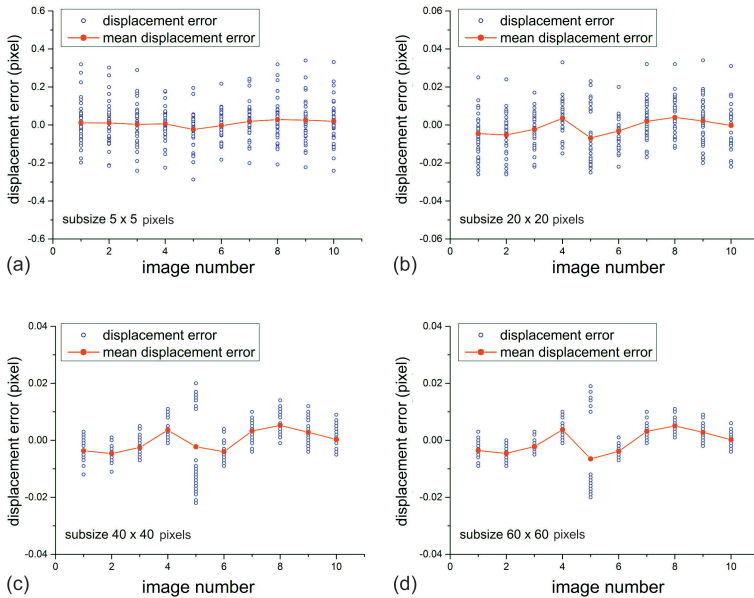 displacement error
mean displacement error
displacement error (pixel)
0.6
0.4
0.2
0.0
-0.2
-0.4
-0.6
subsize 5 x 5 pixels
0 2 4 6 8 10
image number
(a)
displacement error
mean displacement error
displacement error (pixel)
0.06
0.04
0.02
0.00
-0.02
-0.04
-0.06
subsize 20 x 20 pixels
0 2 4 6 8 10
image number
(b)
displacement error
mean displacement error
displacement error (pixel)
0.04
0.02
0.00
-0.02
-0.04
subsize 40 x 40 pixels
0 2 4 6 8 10
image number
(c)
displacement error
mean displacement error
displacement error (pixel)
0.04
0.02
0.00
-0.02
-0.04
subsize 60 x 60 pixels
0 2 4 6 8 10
image number
(d)